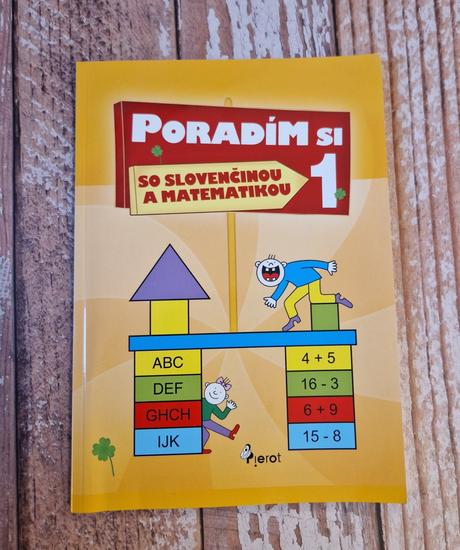 PORADÍM SI
SO SLOVENČINOU
A MATEMATIKOU
1
ABC
DEF
GHCH
IJK
4 + 5
16 - 3
6 + 9
15 - 8
Pierot